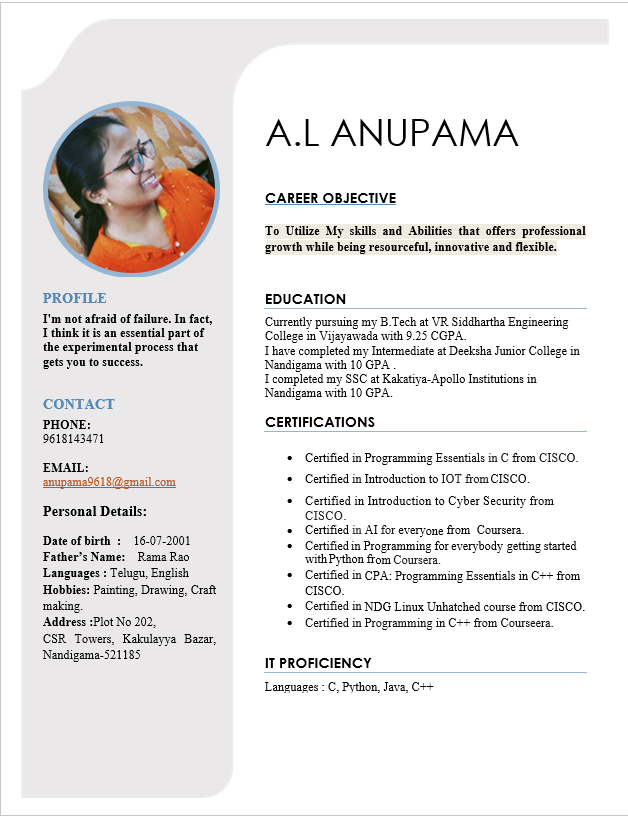 A.L ANUPAMA
CAREER OBJECTIVE
To Utilize My skills and Abilities that offers professional
growth while being resourceful, innovative and flexible.
PROFILE
I'm not afraid of failure. In fact,
I think it is an essential part of
the experimental process that
gets you to success.
CONTACT
PHONE:
9618143471
EMAIL:
anupama9618@gmail.com
Personal Details:
Date of birth : 16-07-2001
Father's Name: Rama Rao
Languages : Telugu, English
Hobbies: Painting, Drawing, Craft
making.
Address :Plot No 202,
CSR Towers, Kakulayya Bazar,
Nandigama-521185
EDUCATION
Currently pursuing my B.Tech at VR Siddhartha Engineering
College in Vijayawada with 9.25 CGPA.
I have completed my Intermediate at Deeksha Junior College in
Nandigama with 10 GPA .
I completed my SSC at Kakatiya-Apollo Institutions in
Nandigama with 10 GPA.
CERTIFICATIONS
• Certified in Programming Essentials in C from CISCO.
• Certified in Introduction to IOT from CISCO.
• Certified in Introduction to Cyber Security from
CISCO.
• Certified in AI for everyone from Coursera.
• Certified in Programming for everybody getting started
with Python from Coursera.
• Certified in CPA: Programming Essentials in C++ from
CISCO.
• Certified in NDG Linux Unhatched course from CISCO.
• Certified in Programming in C++ from Courseera.
IT PROFICIENCY
Languages : C, Python, Java, C++